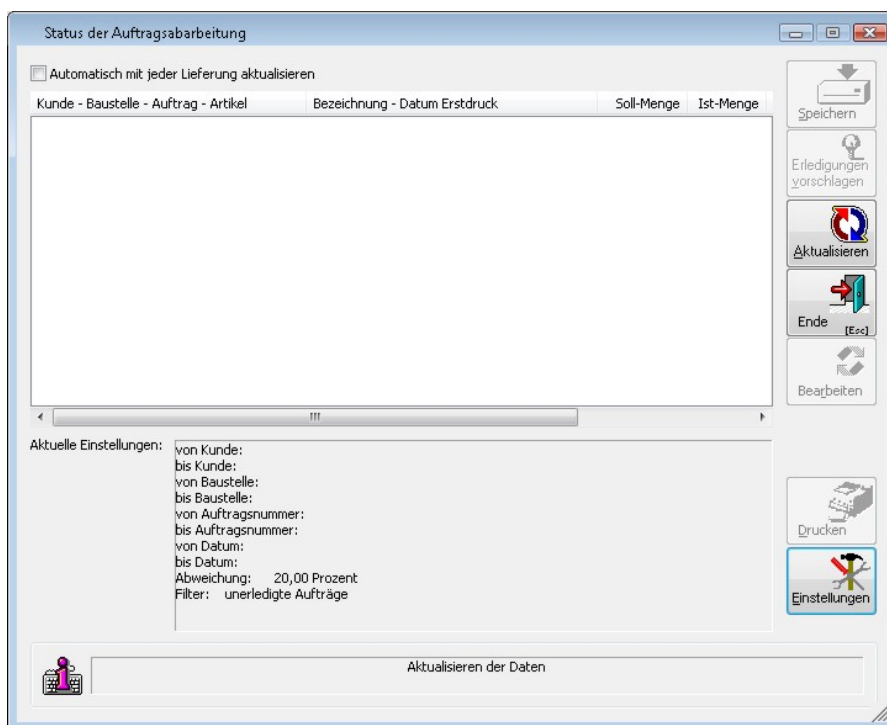 Status der Auftragsabarbeitung
Automatisch mit jeder Lieferung aktualisieren
Kunde - Baustelle - Auftrag - Artikel Bezeichnung - Datum Erstdruck Soll-Menge Ist-Menge
Speichern
Erledigungen
vorschlagen
Aktualisieren
Ende [Esc]
Bearbeiten
Aktuelle Einstellungen:
von Kunde:
bis Kunde:
von Baustelle:
bis Baustelle:
von Auftragsnummer:
bis Auftragsnummer:
von Datum:
bis Datum:
Abweichung: 20,00 Prozent
Filter: unerledigte Aufträge
Drucken
Einstellungen
Aktualisieren der Daten